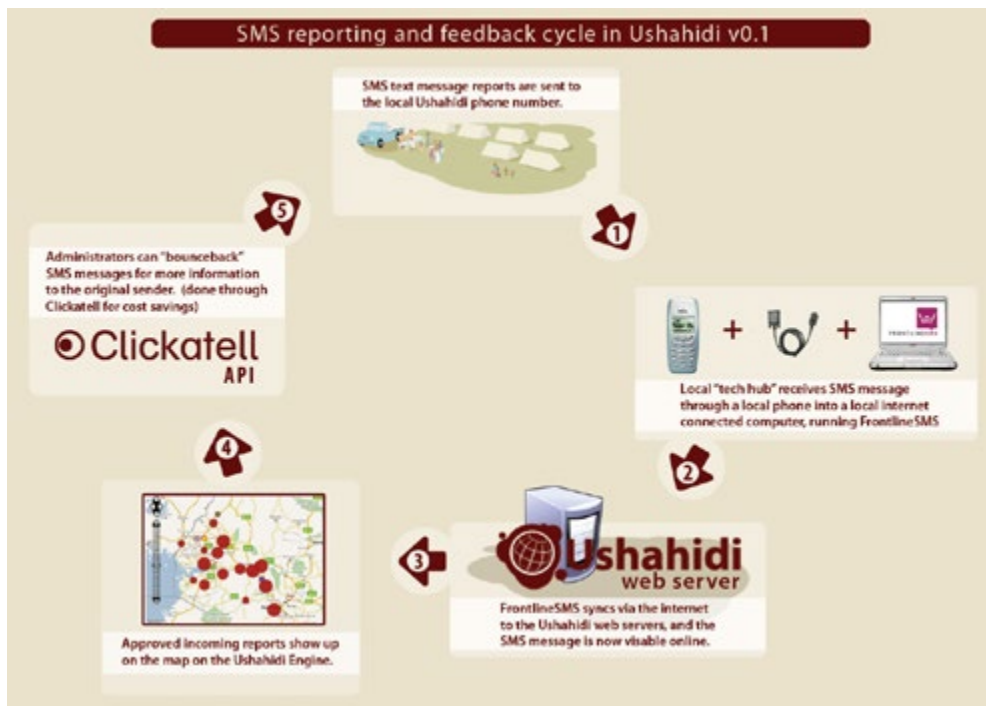 SMS reporting and feedback cycle in Ushahidi v0.1
SMS text message reports are sent to
the local Ushahidi phone number.
1
Local "tech hub" receives SMS message
through a local phone into a local internet
connected computer, running FrontlineSMS
2
Ushahidi
web server
FrontlineSMS syncs via the internet
to the Ushahidi web servers, and the
SMS message is now visable online.
3
Approved incoming reports show up
on the map on the Ushahidi Engine.
4
Administrators can "bounceback"
SMS messages for more information
to the original sender. (done through
Clickatell for cost savings)
Clickatell
API
5
+
+